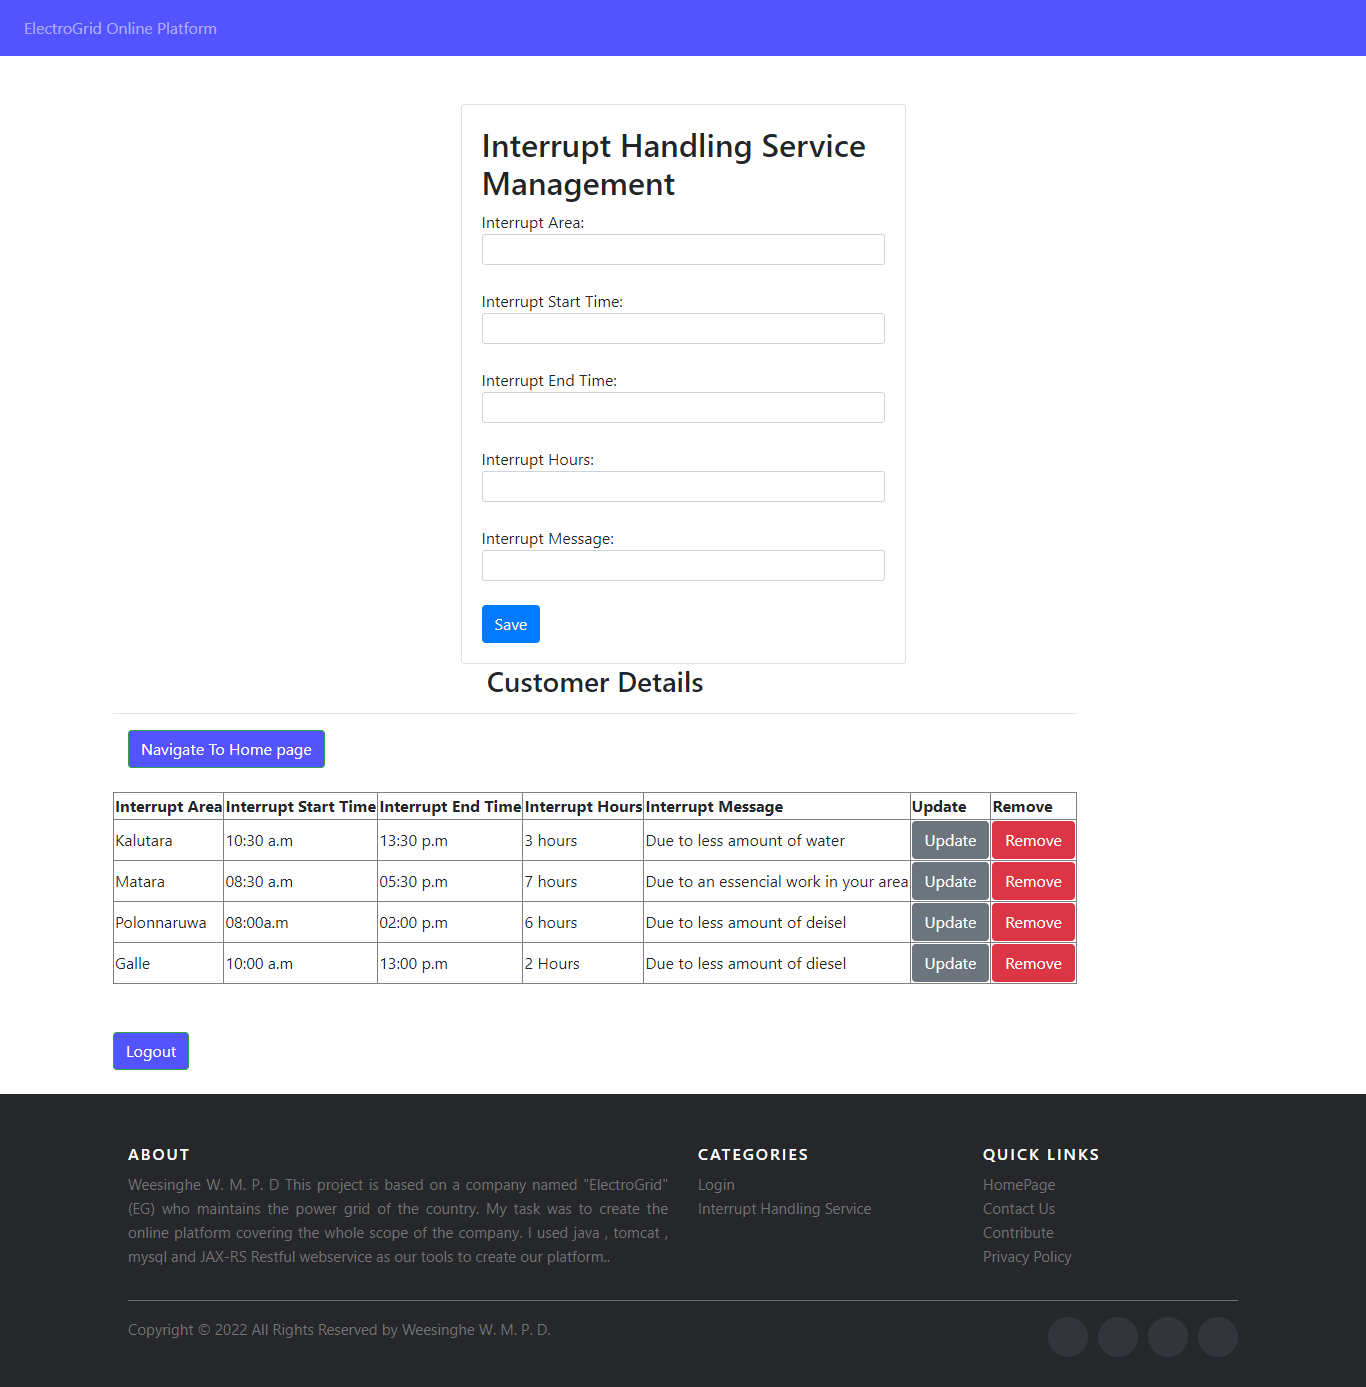 ElectroGrid Online Platform
Interrupt Handling Service
Management
Interrupt Area:
Interrupt Start Time:
Interrupt End Time:
Interrupt Hours:
Interrupt Message:
Save
Customer Details
Navigate To Home page
Interrupt Area Interrupt Start Time Interrupt End Time Interrupt Hours Interrupt Message Update Remove
Kalutara 10:30 a.m 13:30 p.m 3 hours Due to less amount of water Update Remove
Matara 08:30 a.m 05:30 p.m 7 hours Due to an essencial work in your area Update Remove
Polonnaruwa 08:00a.m 02:00 p.m 6 hours Due to less amount of deisel Update Remove
Galle 10:00 a.m 13:00 p.m 2 Hours Due to less amount of diesel Update Remove
Logout
ABOUT
Weesinghe W. M. P. D This project is based on a company named "ElectroGrid"
(EG) who maintains the power grid of the country. My task was to create the
online platform covering the whole scope of the company. I used java , tomcat ,
mysql and JAX-RS Restful webservice as our tools to create our platform..
CATEGORIES
Login
Interrupt Handling Service
QUICK LINKS
HomePage
Contact Us
Contribute
Privacy Policy
Copyright © 2022 All Rights Reserved by Weesinghe W. M. P. D.